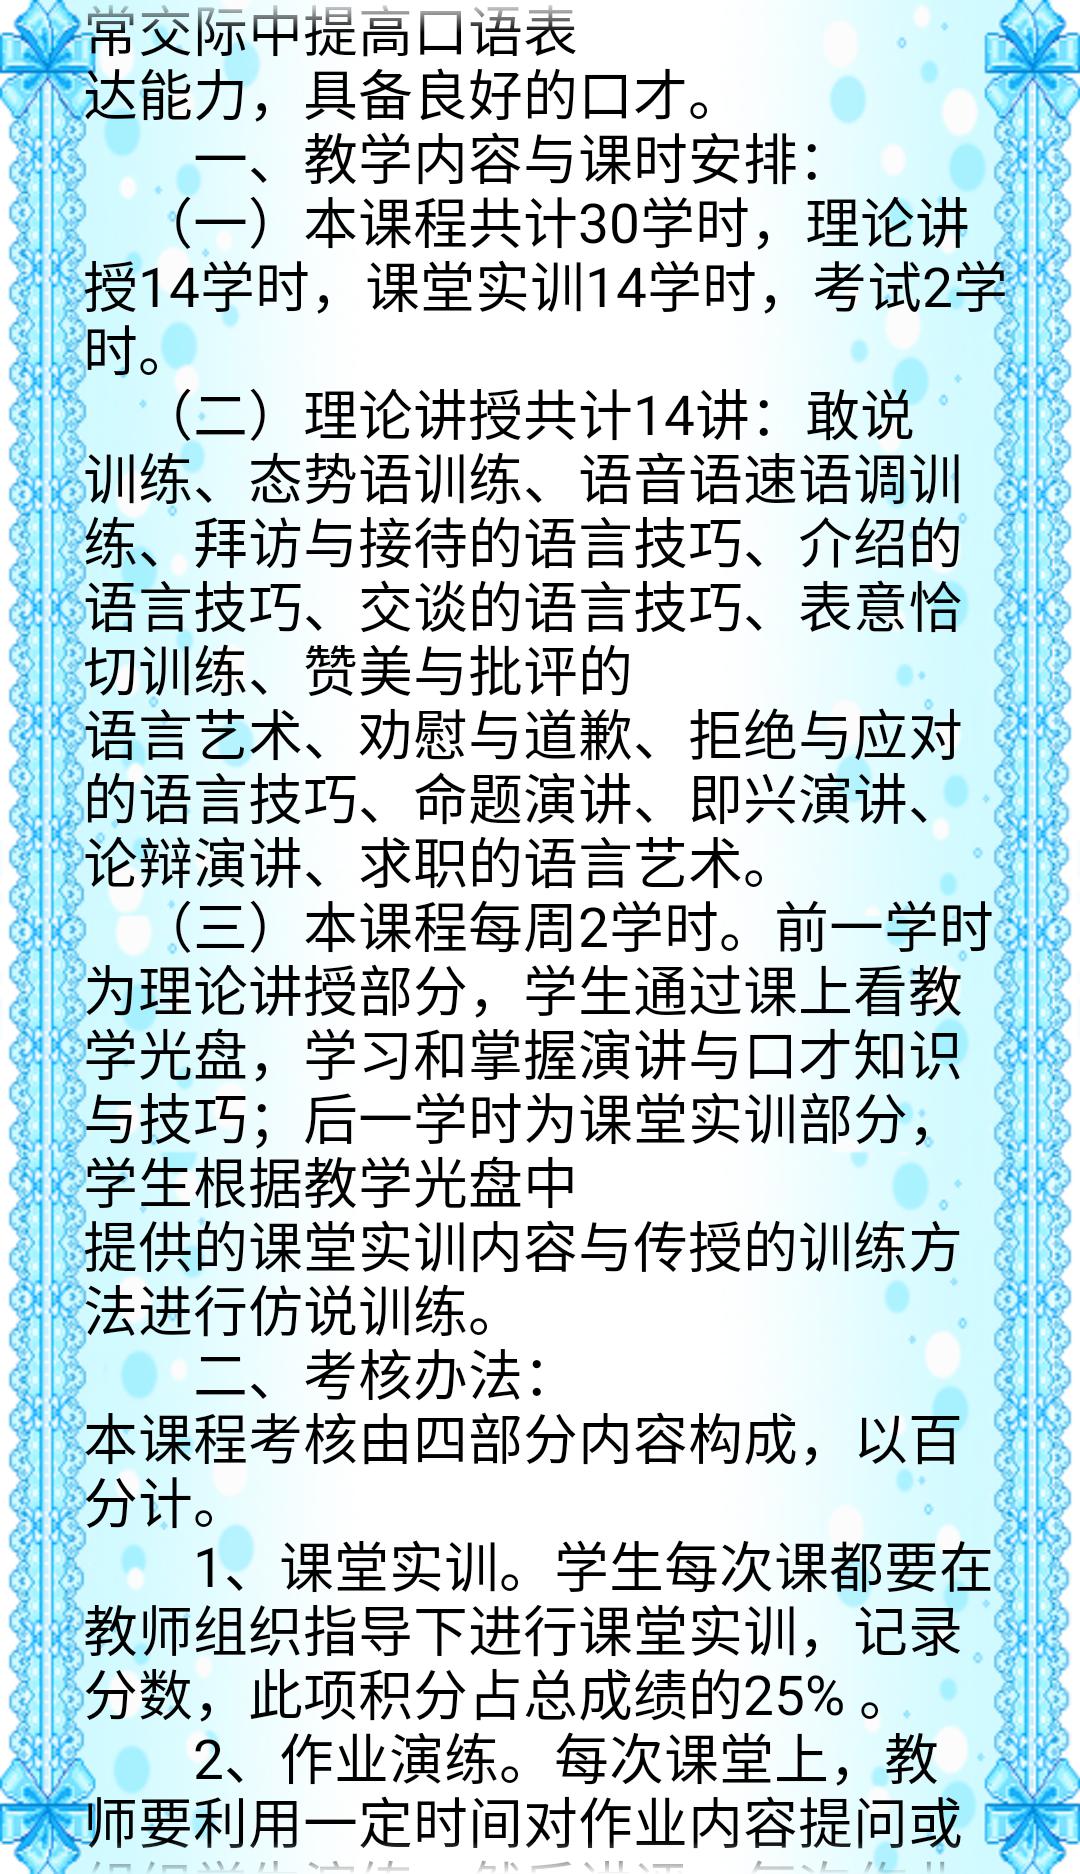 常交际中提高口语表
达能力，具备良好的口才。
一、教学内容与课时安排：
（一）本课程共计30学时，理论讲
授14学时，课堂实训14学时，考试2学
时。
（二）理论讲授共计14讲：敢说
训练、态势语训练、语音语速语调训
练、拜访与接待的语言技巧、介绍的
语言技巧、交谈的语言技巧、表意恰
切训练、赞美与批评的
语言艺术、劝慰与道歉、拒绝与应对
的语言技巧、命题演讲、即兴演讲、
论辩演讲、求职的语言艺术。
（三）本课程每周2学时。前一学时
为理论讲授部分，学生通过课上看教
学光盘，学习和掌握演讲与口才知识
与技巧；后一学时为课堂实训部分，
学生根据教学光盘中
提供的课堂实训内容与传授的训练方
法进行仿说训练。
二、考核办法：
本课程考核由四部分内容构成，以百
分计。
1、课堂实训。学生每次课都要在
教师组织指导下进行课堂实训，记录
分数，此项积分占总成绩的25% 。
2、作业演练。每次课堂上，教
师要利用一定时间对作业内容提问或